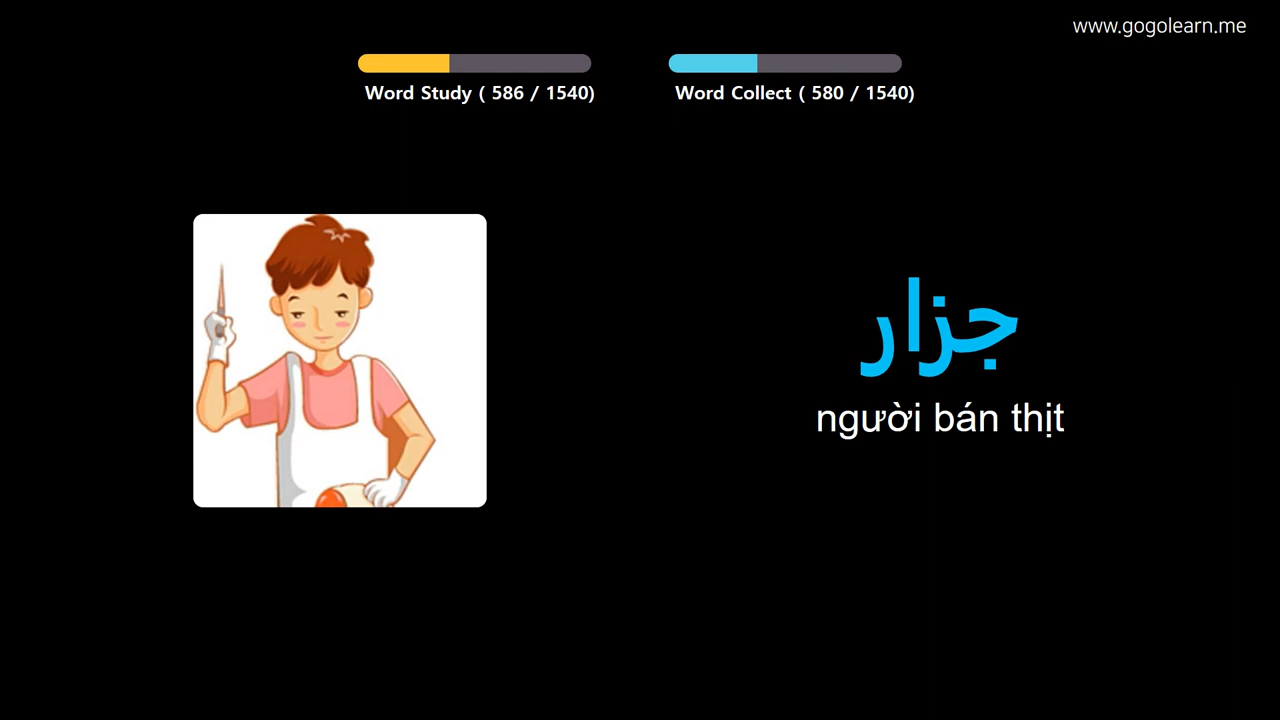 www.gogolearn.me
Word Study ( 586 / 1540)
Word Collect ( 580 / 1540)
جزار
người bán thịt